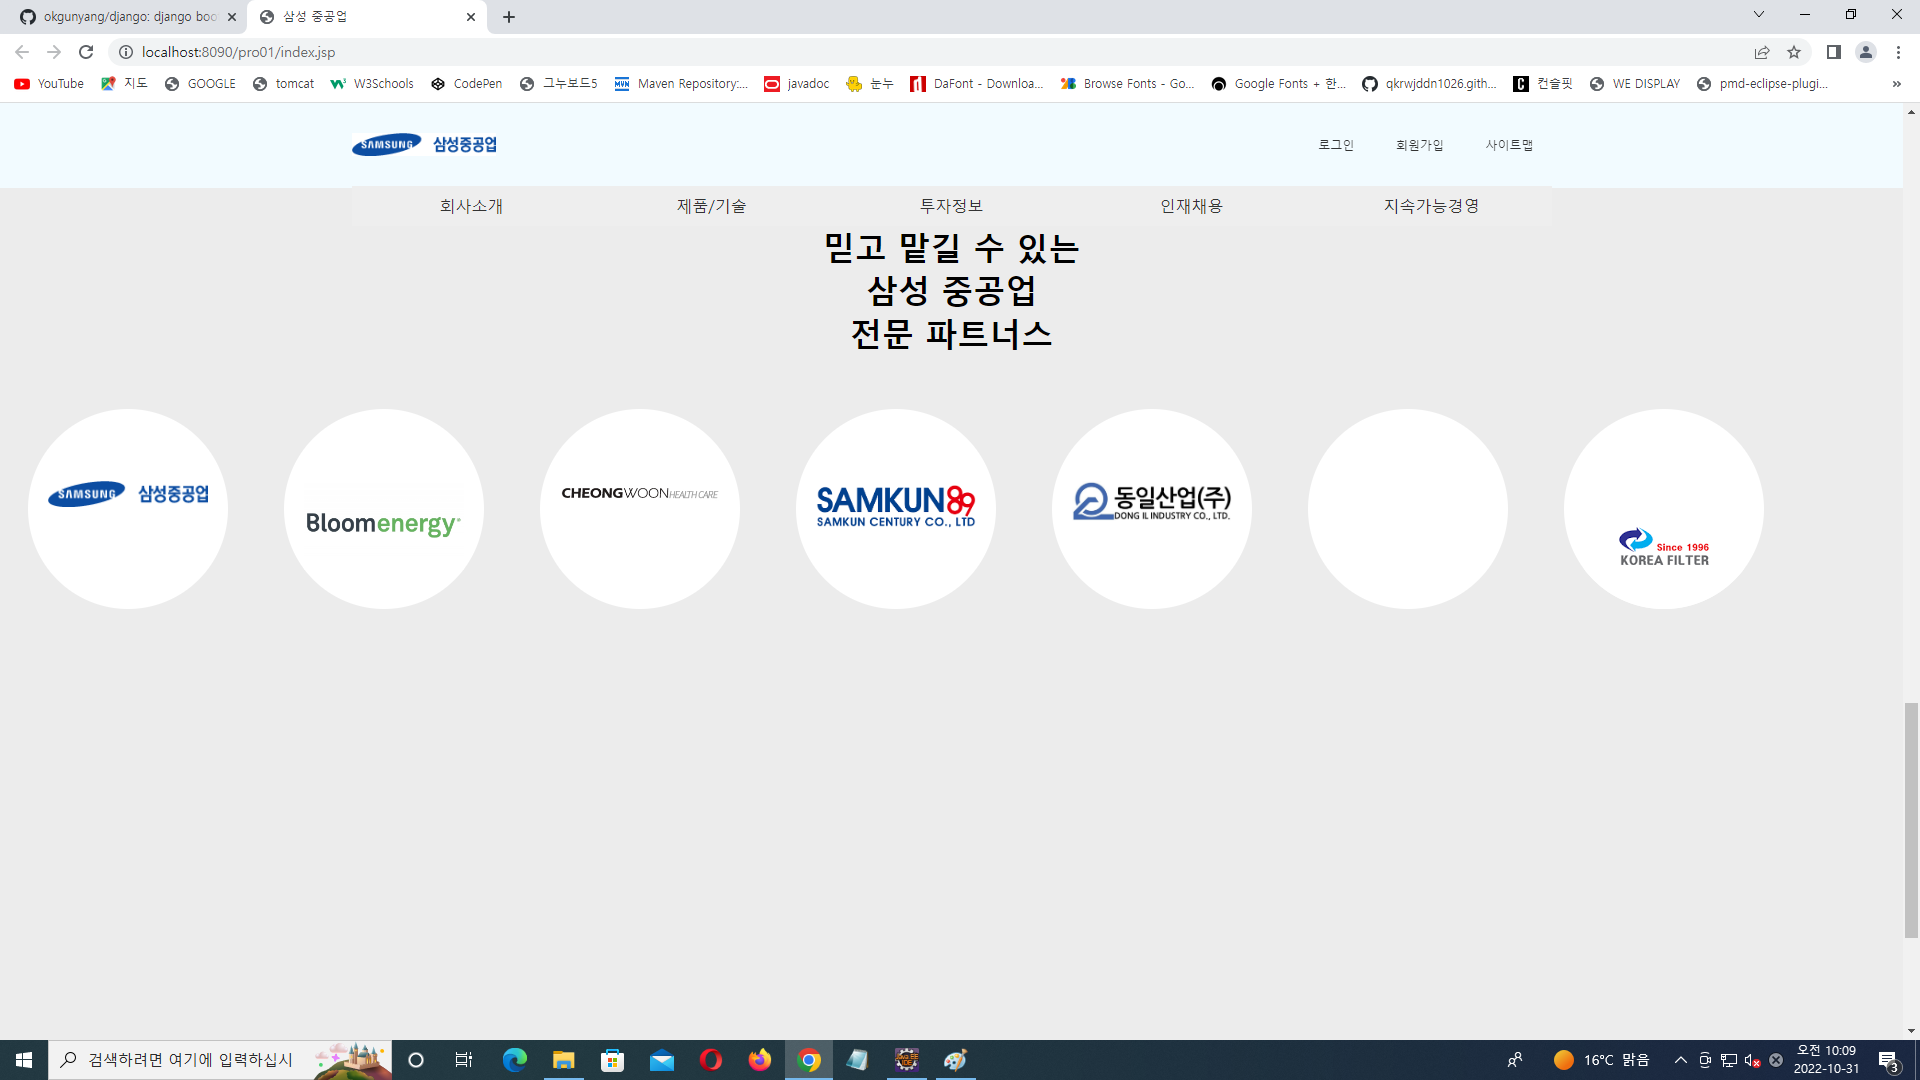 okgunyang/django: django boo
삼성 중공업
localhost:8090/pro01/index.jsp
YouTube 지도 GOOGLE tomcat W3Schools CodePen 그누보드5 Maven Repository:... javadoc 눈누 DaFont - Downloa... Browse Fonts - Go... Google Fonts + 한... qkrwjddn1026.gith... 컨슬핏 WE DISPLAY pmd-eclipse-plugi... »
SAMSUNG 삼성중공업
로그인 회원가입 사이트맵
회사소개 제품/기술 투자정보 인재채용 지속가능경영
믿고 맡길 수 있는
삼성 중공업
전문 파트너스
SAMSUNG 삼성중공업
Bloomenergy
CHEONGWOON HEALTH CARE
SAMKUN 89
SAMKUN CENTURY CO., LTD
동일산업(주)
DONG IL INDUSTRY CO., LTD.
Since 1996
KOREA FILTER
검색하려면 여기에 입력하십시
16°C 맑음
오전 10:09
2022-10-31
3